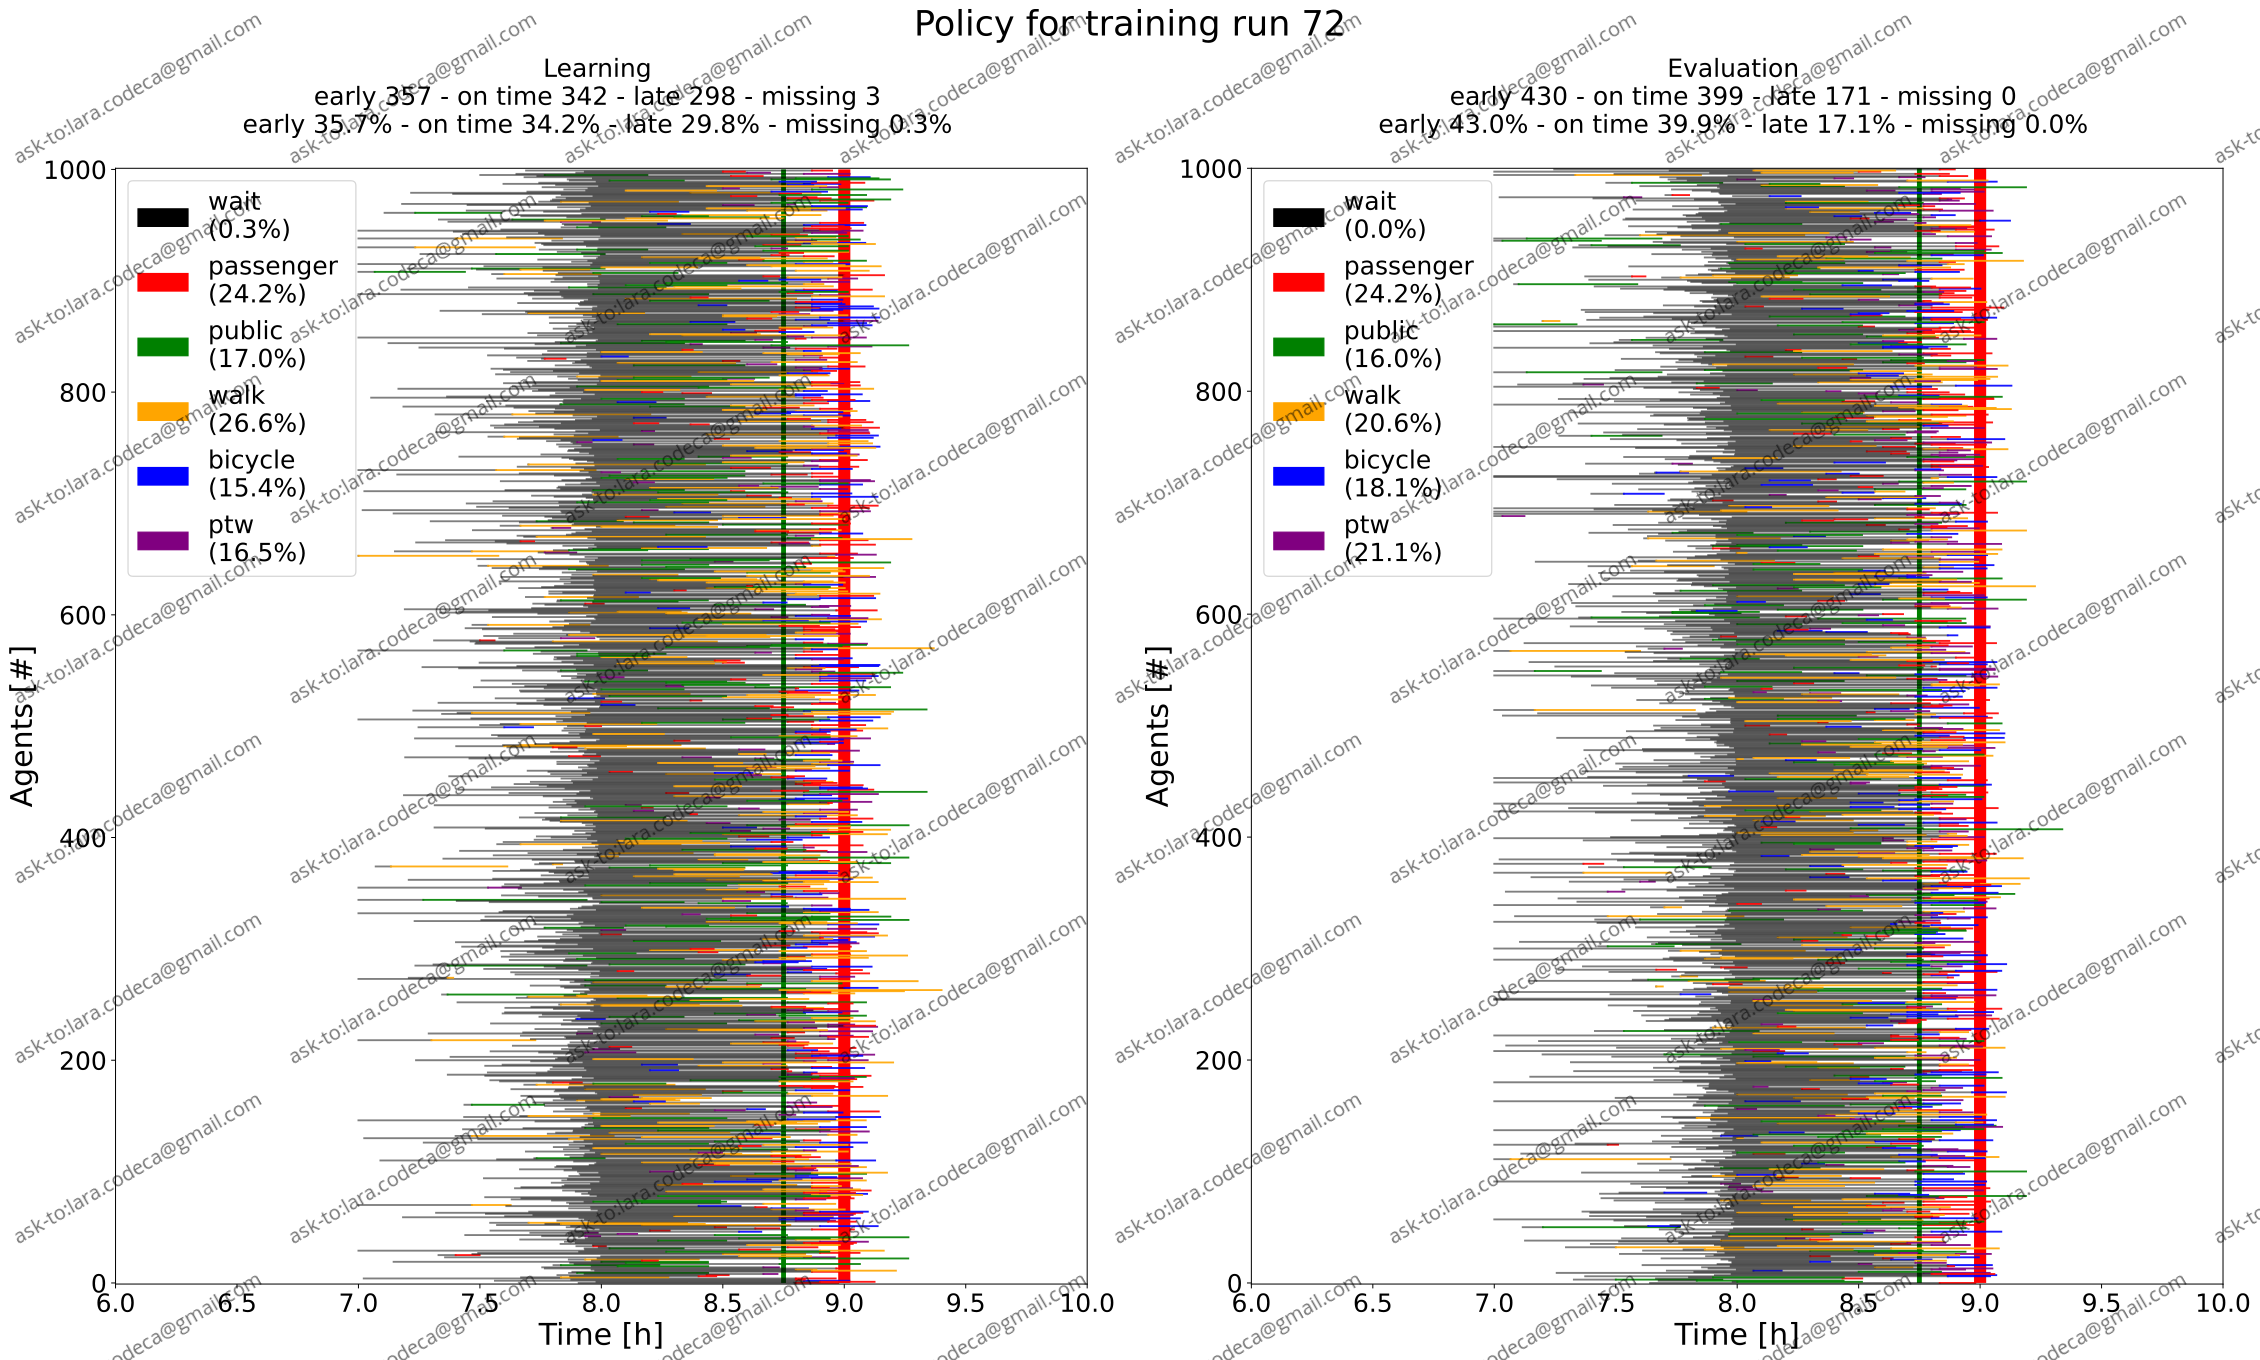 Policy for training run 72
Learning
early 357 - on time 342 - late 298 - missing 3
early 35.7% - on time 34.2% - late 29.8% - missing 0.3%
1000
800
600
400
200
0
Agents [#]
wait
(0.3%)
passenger
(24.2%)
public
(17.0%)
walk
(26.6%)
bicycle
(15.4%)
ptw
(16.5%)
6.0 6.5 7.0 7.5 8.0 8.5 9.0 9.5 10.0
Time [h]
Evaluation
early 430 - on time 399 - late 171 - missing 0
early 43.0% - on time 39.9% - late 17.1% - missing 0.0%
1000
800
600
400
200
0
Agents [#]
wait
(0.0%)
passenger
(24.2%)
public
(16.0%)
walk
(20.6%)
bicycle
(18.1%)
ptw
(21.1%)
6.0 6.5 7.0 7.5 8.0 8.5 9.0 9.5 10.0
Time [h]
ask-to:lara.codeca@gmail.com